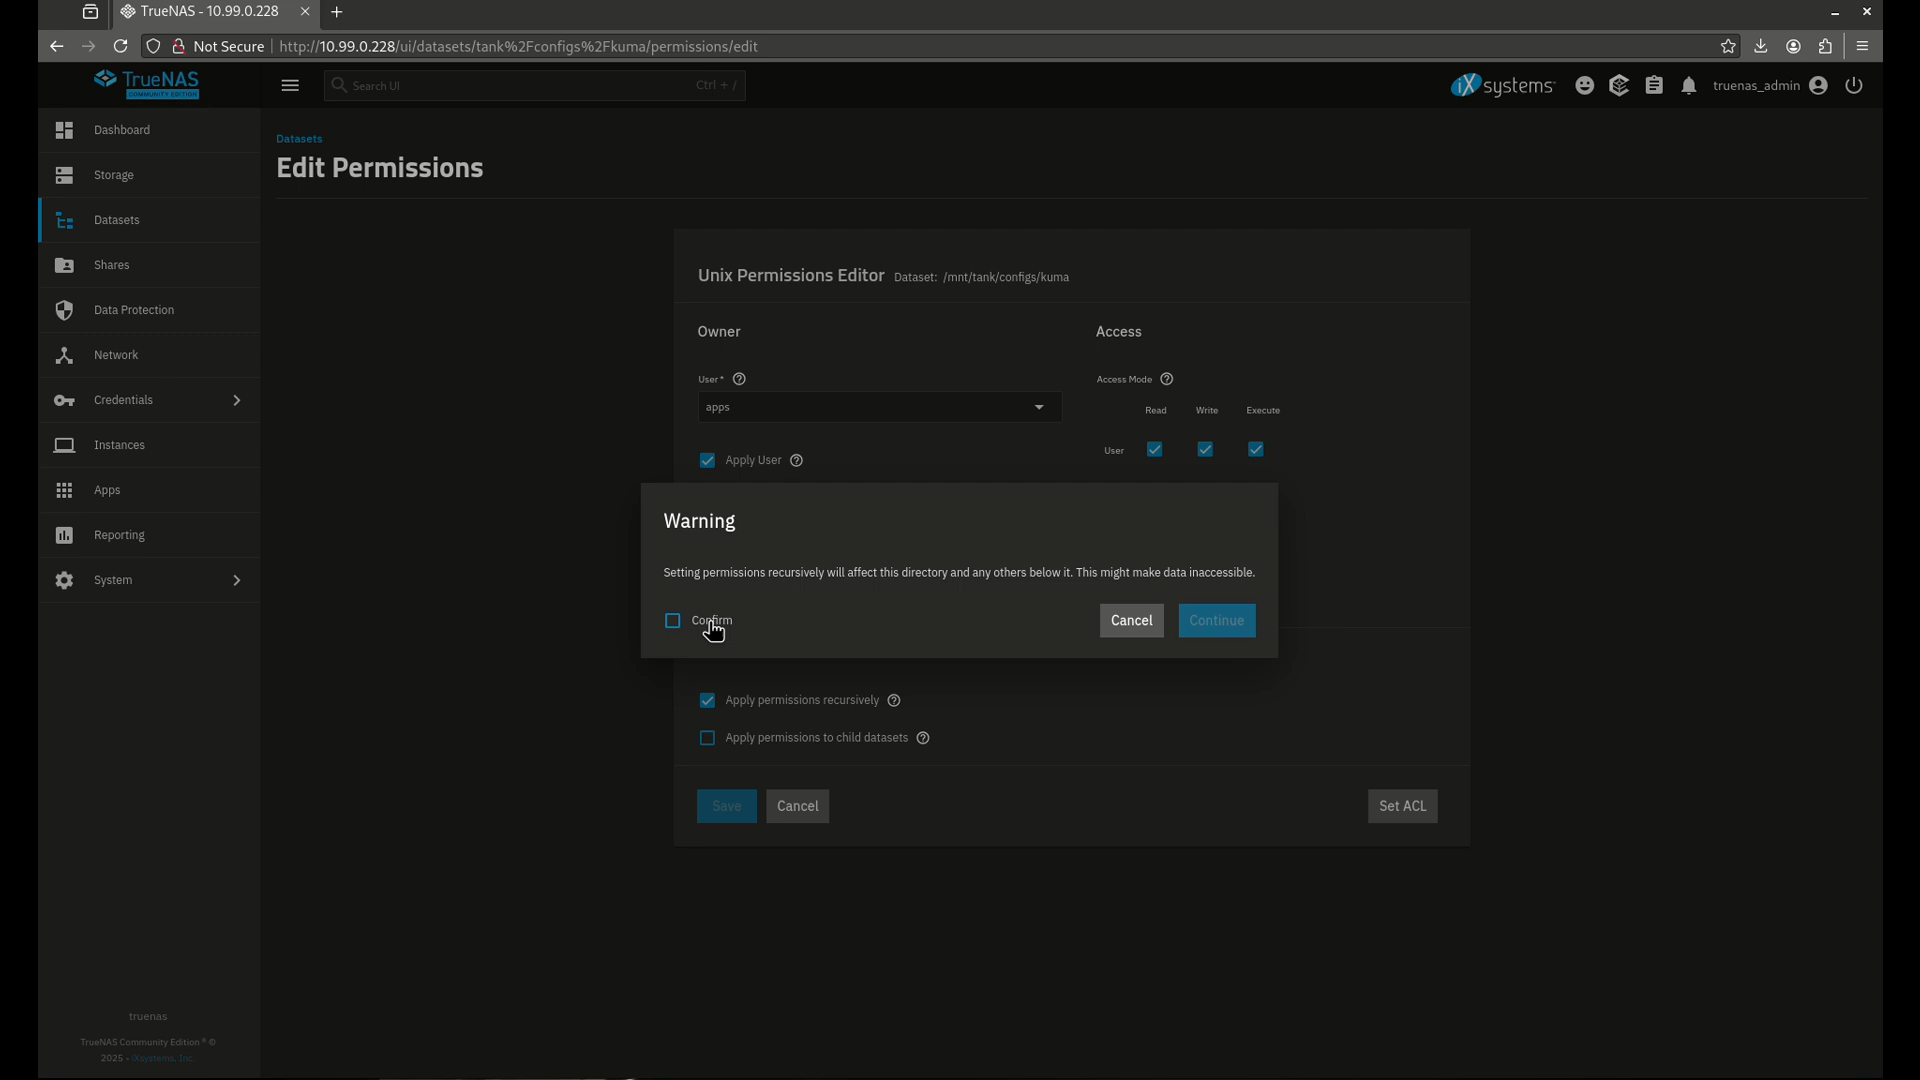 TrueNAS - 10.99.0.228
Not Secure
http://10.99.0.228/ui/datasets/tank%2Fconfigs%2Fkuma/permissions/edit
TrueNAS
COMMUNITY EDITION
Search UI
Ctrl + /
iXsystems
truenas_admin
Dashboard
Storage
Datasets
Shares
Data Protection
Network
Credentials
Instances
Apps
Reporting
System
truenas
TrueNAS Community Edition ® ©
2025 - iXsystems, Inc.
Datasets
Edit Permissions
Unix Permissions Editor Dataset: /mnt/tank/configs/kuma
Owner
User *
apps
Apply User
Access
Access Mode
Read Write Execute
User
Warning
Setting permissions recursively will affect this directory and any others below it. This might make data inaccessible.
Confirm
Cancel
Continue
Apply permissions recursively
Apply permissions to child datasets
Save
Cancel
Set ACL